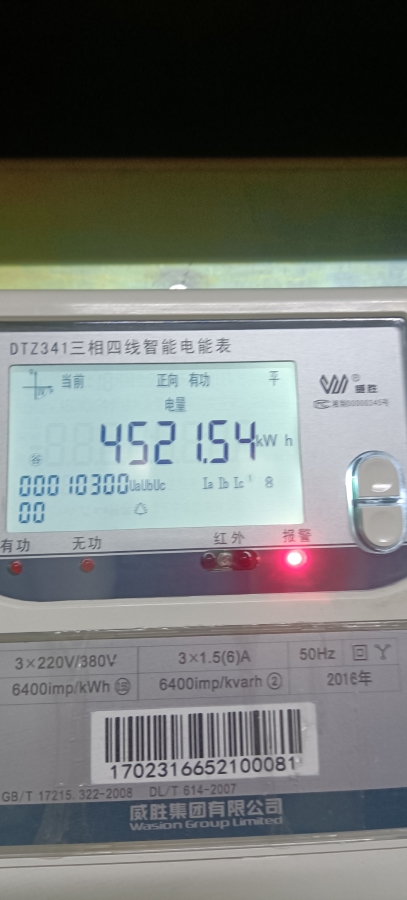 DTZ341三相四线智能电能表
当前 正向 有功 平
电量
威胜
4521.54kWh
谷
00010300 UaUbUc Ia Ib Ic 8
00
有功 无功 红外 报警
3×220V/380V 3×1.5(6)A 50Hz
6400imp/kWh 6400imp/kvarh ② 2016年
1702316652100081
GB/T 17215.322-2008 DL/T 614-2007
威胜集团有限公司
Wasion Group Limited